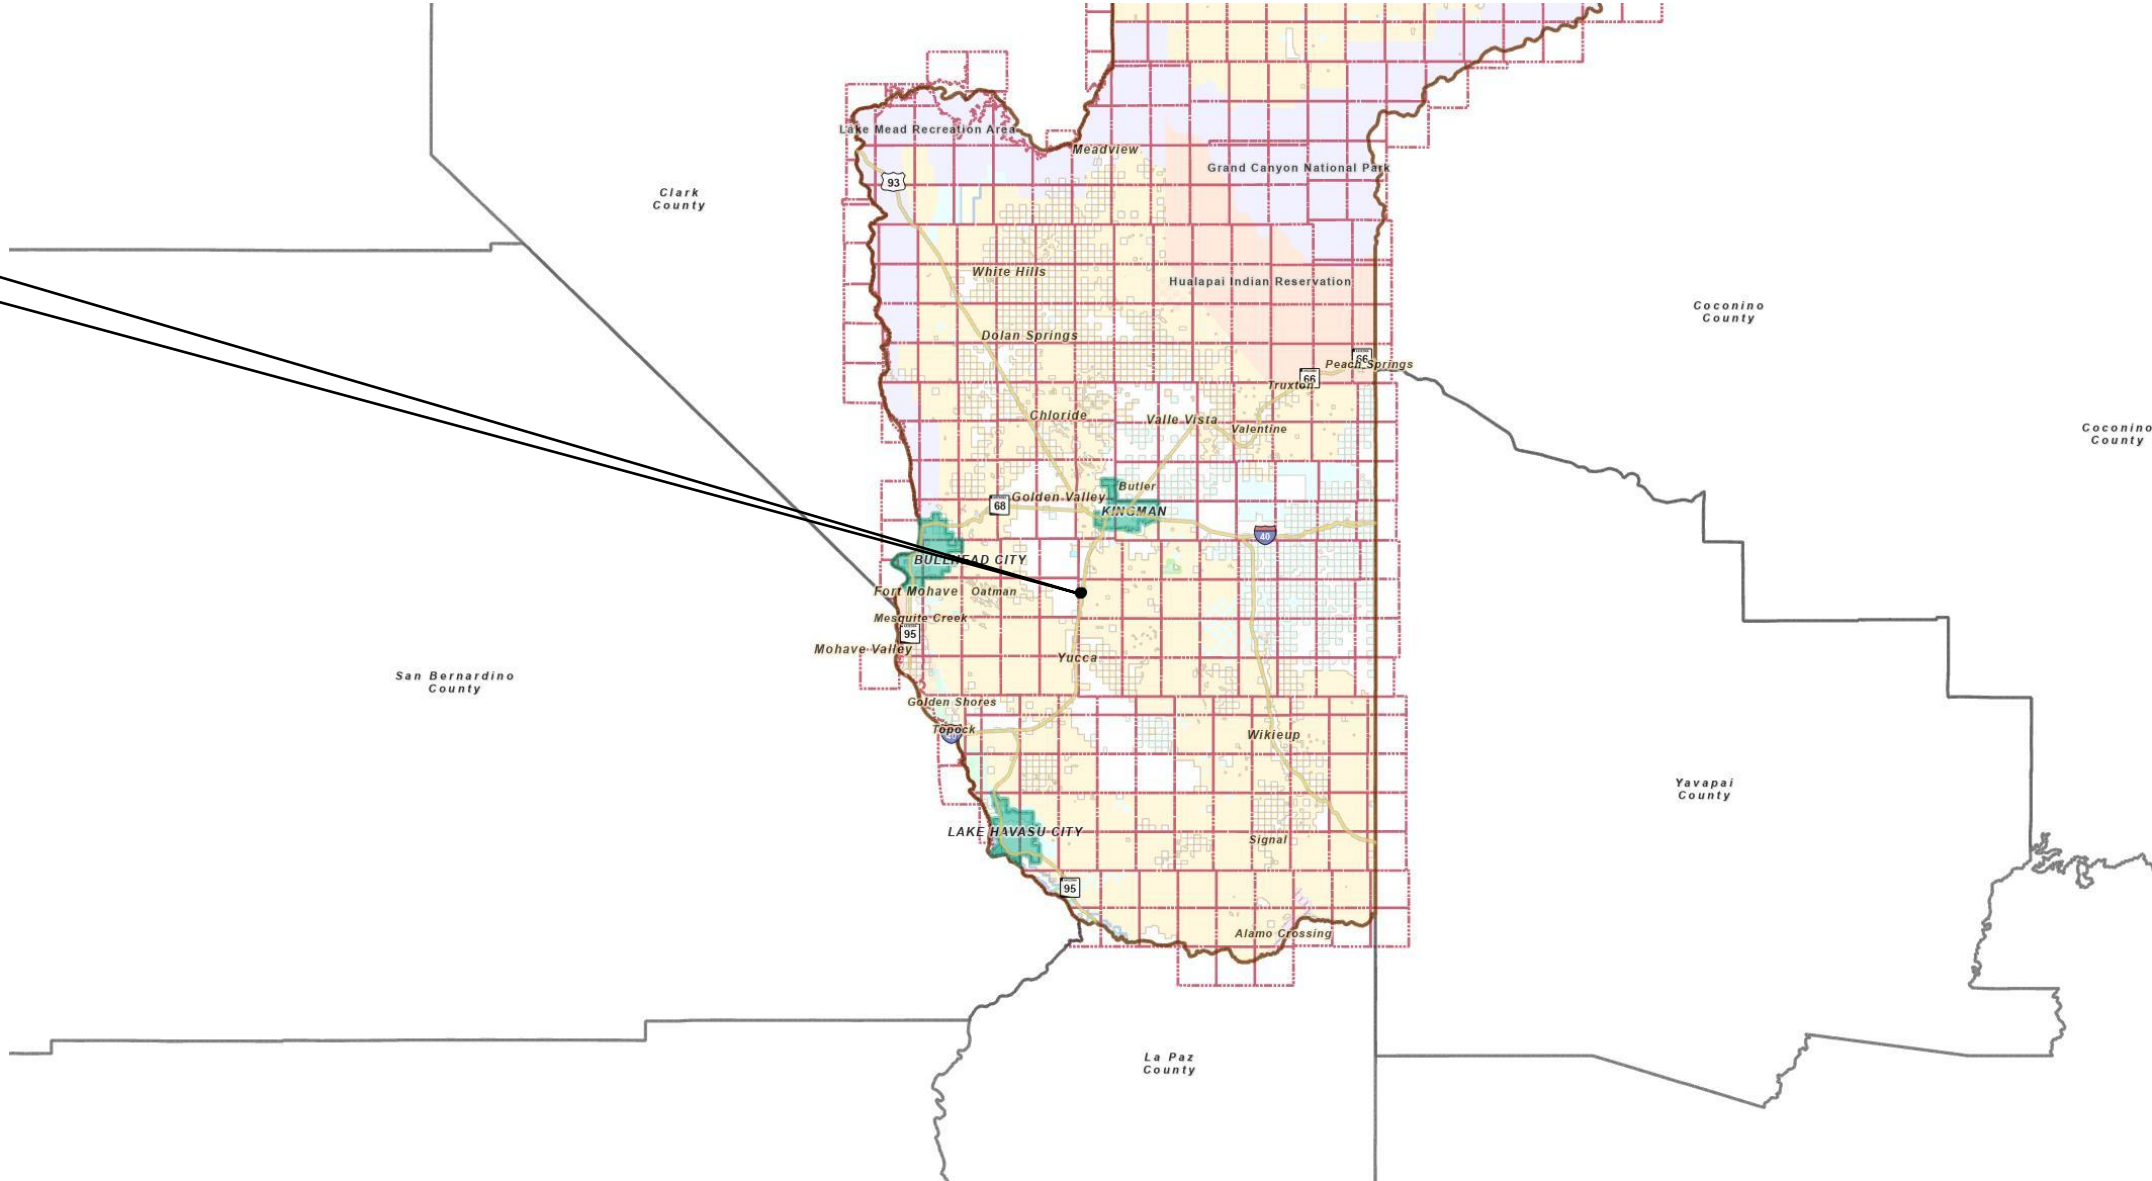 Lake Mead Recreation Area
Meadview
Grand Canyon National Park
93
Clark
County
White Hills
Hualapai Indian Reservation
Coconino
County
Dolan Springs
66
Peach Springs
66
Truxton
Chloride
Valle Vista
Valentine
Coconino
County
Butler
Golden Valley
68
KINGMAN
40
BULLHEAD CITY
Fort Mohave
Oatman
Mesquite Creek
95
Mohave Valley
Yucca
San Bernardino
County
Golden Shores
Topock
Wikieup
Yavapai
County
LAKE HAVASU CITY
Signal
95
Alamo Crossing
La Paz
County